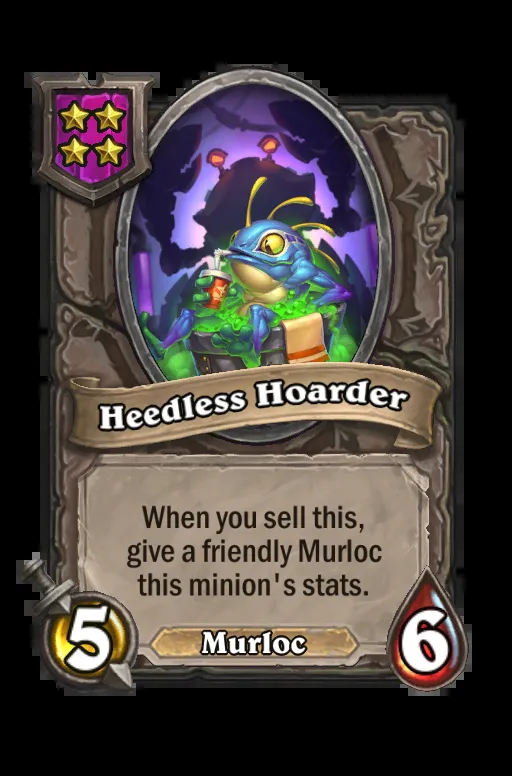 Heedless Hoarder
When you sell this,
give a friendly Murloc
this minion's stats.
5
Murloc
6